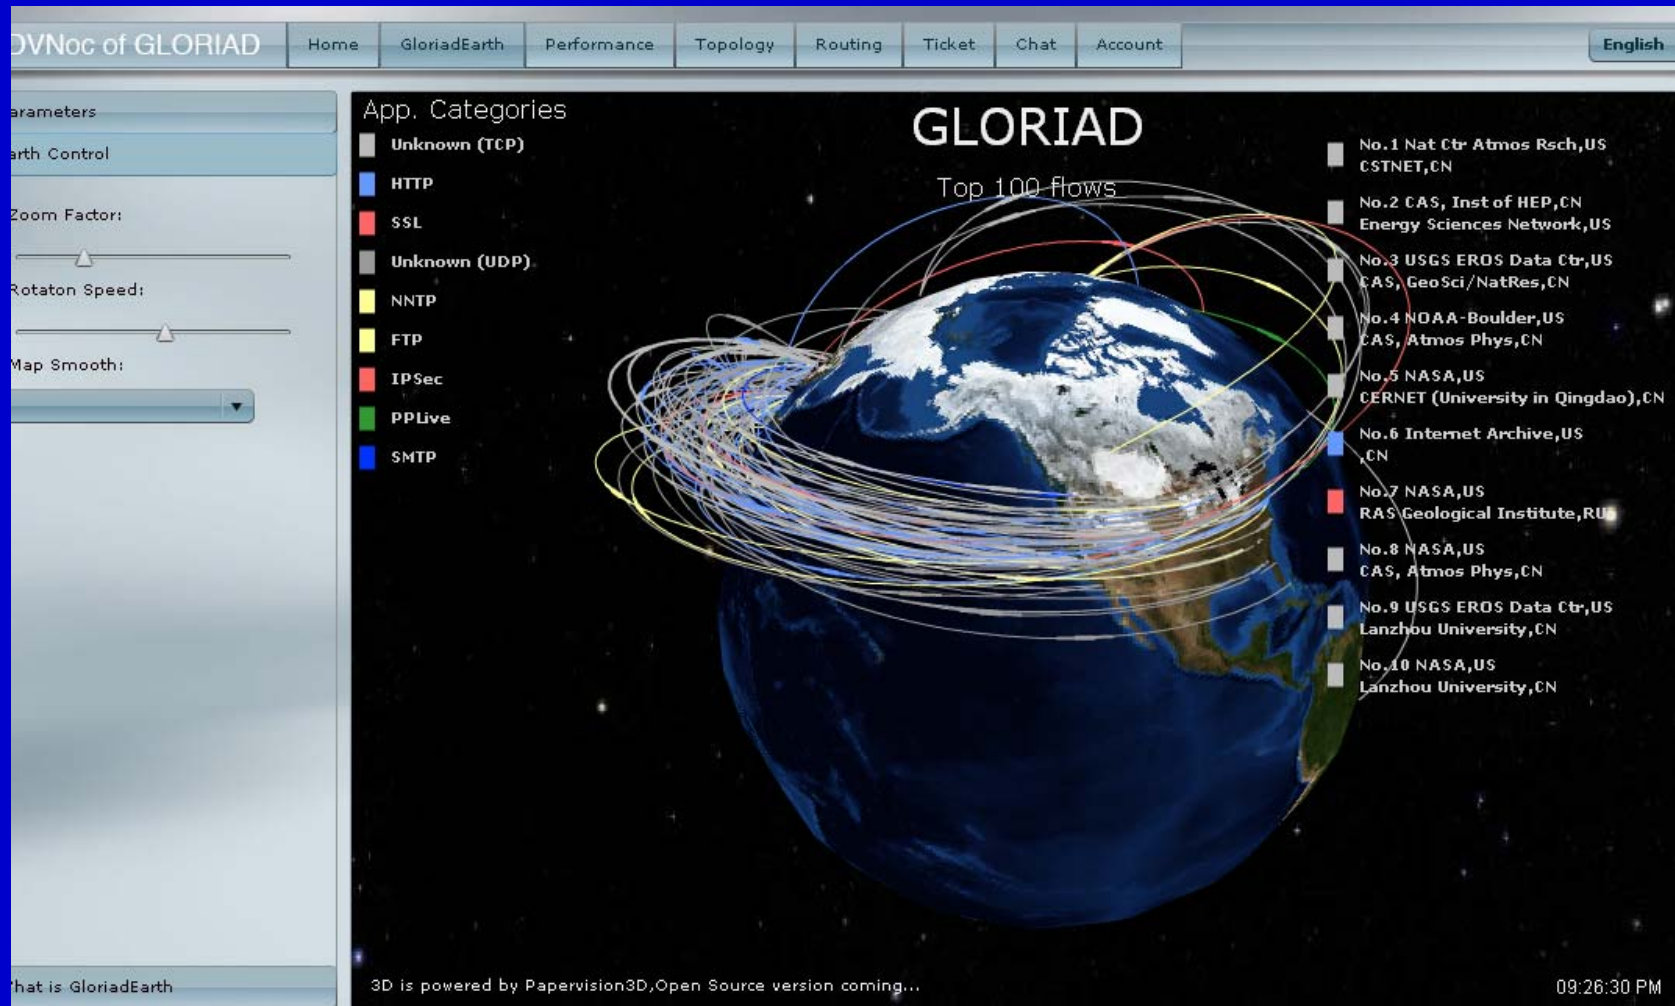 DVNoc of GLORIAD
Home
GloriadEarth
Performance
Topology
Routing
Ticket
Chat
Account
English
arameters
arth Control
Zoom Factor:
Rotaton Speed:
Map Smooth:
hat is GloriadEarth
App. Categories
Unknown (TCP)
HTTP
SSL
Unknown (UDP)
NNTP
FTP
IPSec
PPLive
SMTP
GLORIAD
Top 100 flows
No.1 Nat Ctr Atmos Rsch,US
CSTNET,CN
No.2 CAS, Inst of HEP,CN
Energy Sciences Network,US
No.3 USGS EROS Data Ctr,US
CAS, GeoSci/NatRes,CN
No.4 NOAA-Boulder,US
CAS, Atmos Phys,CN
No.5 NASA,US
CERNET (University in Qingdao),CN
No.6 Internet Archive,US
,CN
No.7 NASA,US
RAS Geological Institute,RU
No.8 NASA,US
CAS, Atmos Phys,CN
No.9 USGS EROS Data Ctr,US
Lanzhou University,CN
No.10 NASA,US
Lanzhou University,CN
3D is powered by Papervision3D,Open Source version coming...
09:26:30 PM